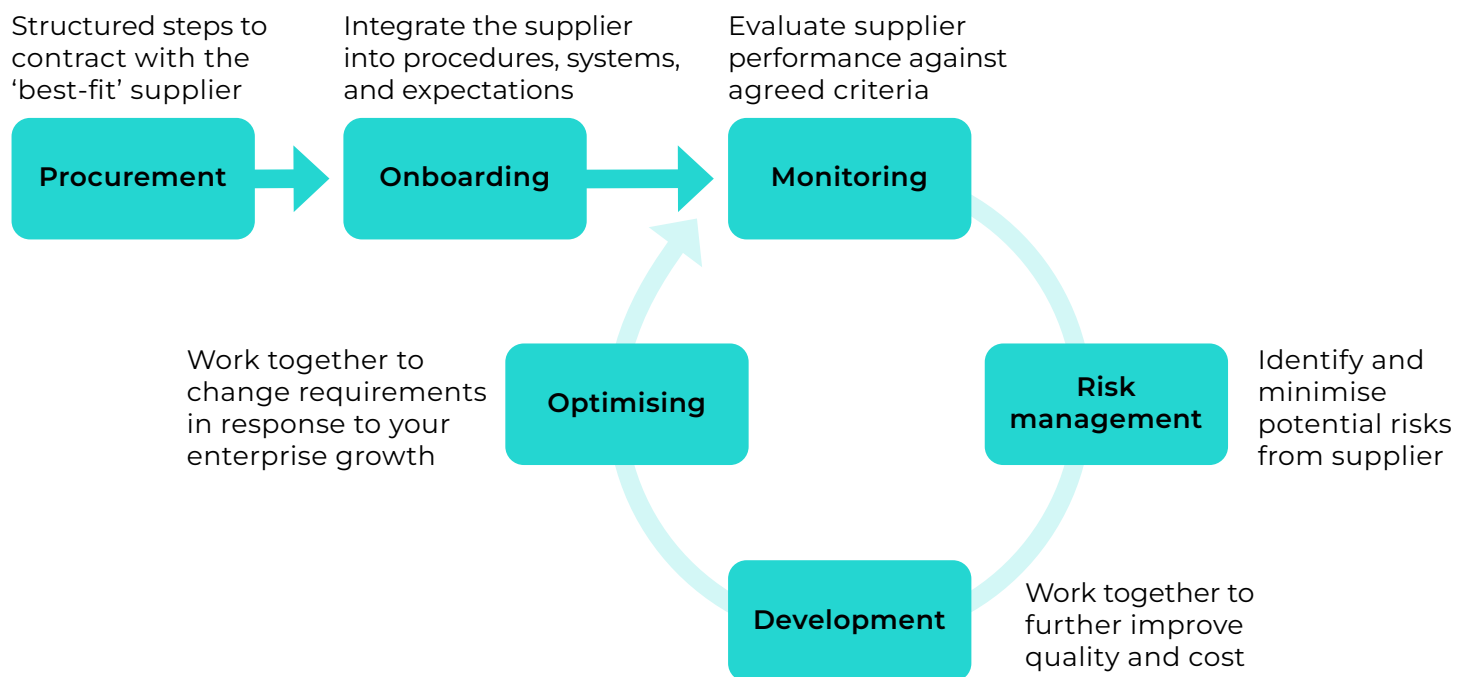 Structured steps to
contract with the
‘best-fit’ supplier
Procurement
Integrate the supplier
into procedures, systems,
and expectations
Onboarding
Evaluate supplier
performance against
agreed criteria
Monitoring
Risk
management
Identify and
minimise
potential risks
from supplier
Development
Work together to
further improve
quality and cost
Optimising
Work together to
change requirements
in response to your
enterprise growth